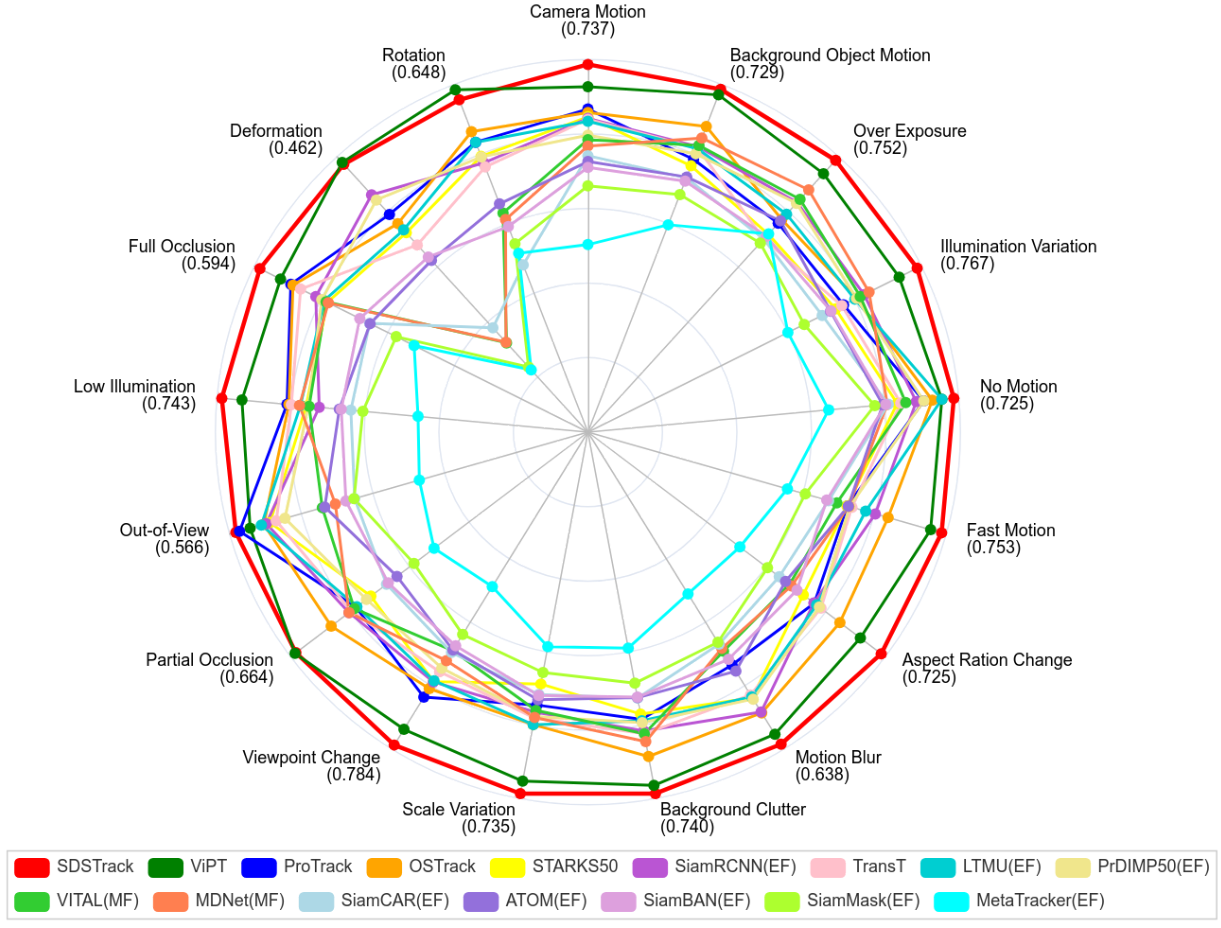 Camera Motion
(0.737)
Rotation
(0.648)
Background Object Motion
(0.729)
Deformation
(0.462)
Over Exposure
(0.752)
Full Occlusion
(0.594)
Illumination Variation
(0.767)
Low Illumination
(0.743)
No Motion
(0.725)
Out-of-View
(0.566)
Fast Motion
(0.753)
Partial Occlusion
(0.664)
Aspect Ration Change
(0.725)
Viewpoint Change
(0.784)
Motion Blur
(0.638)
Scale Variation
(0.735)
Background Clutter
(0.740)
SDSTrack ViPT ProTrack OSTrack STARKS50 SiamRCNN(EF) TransT LTMU(EF) PrDIMP50(EF)
VITAL(MF) MDNet(MF) SiamCAR(EF) ATOM(EF) SiamBAN(EF) SiamMask(EF) MetaTracker(EF)